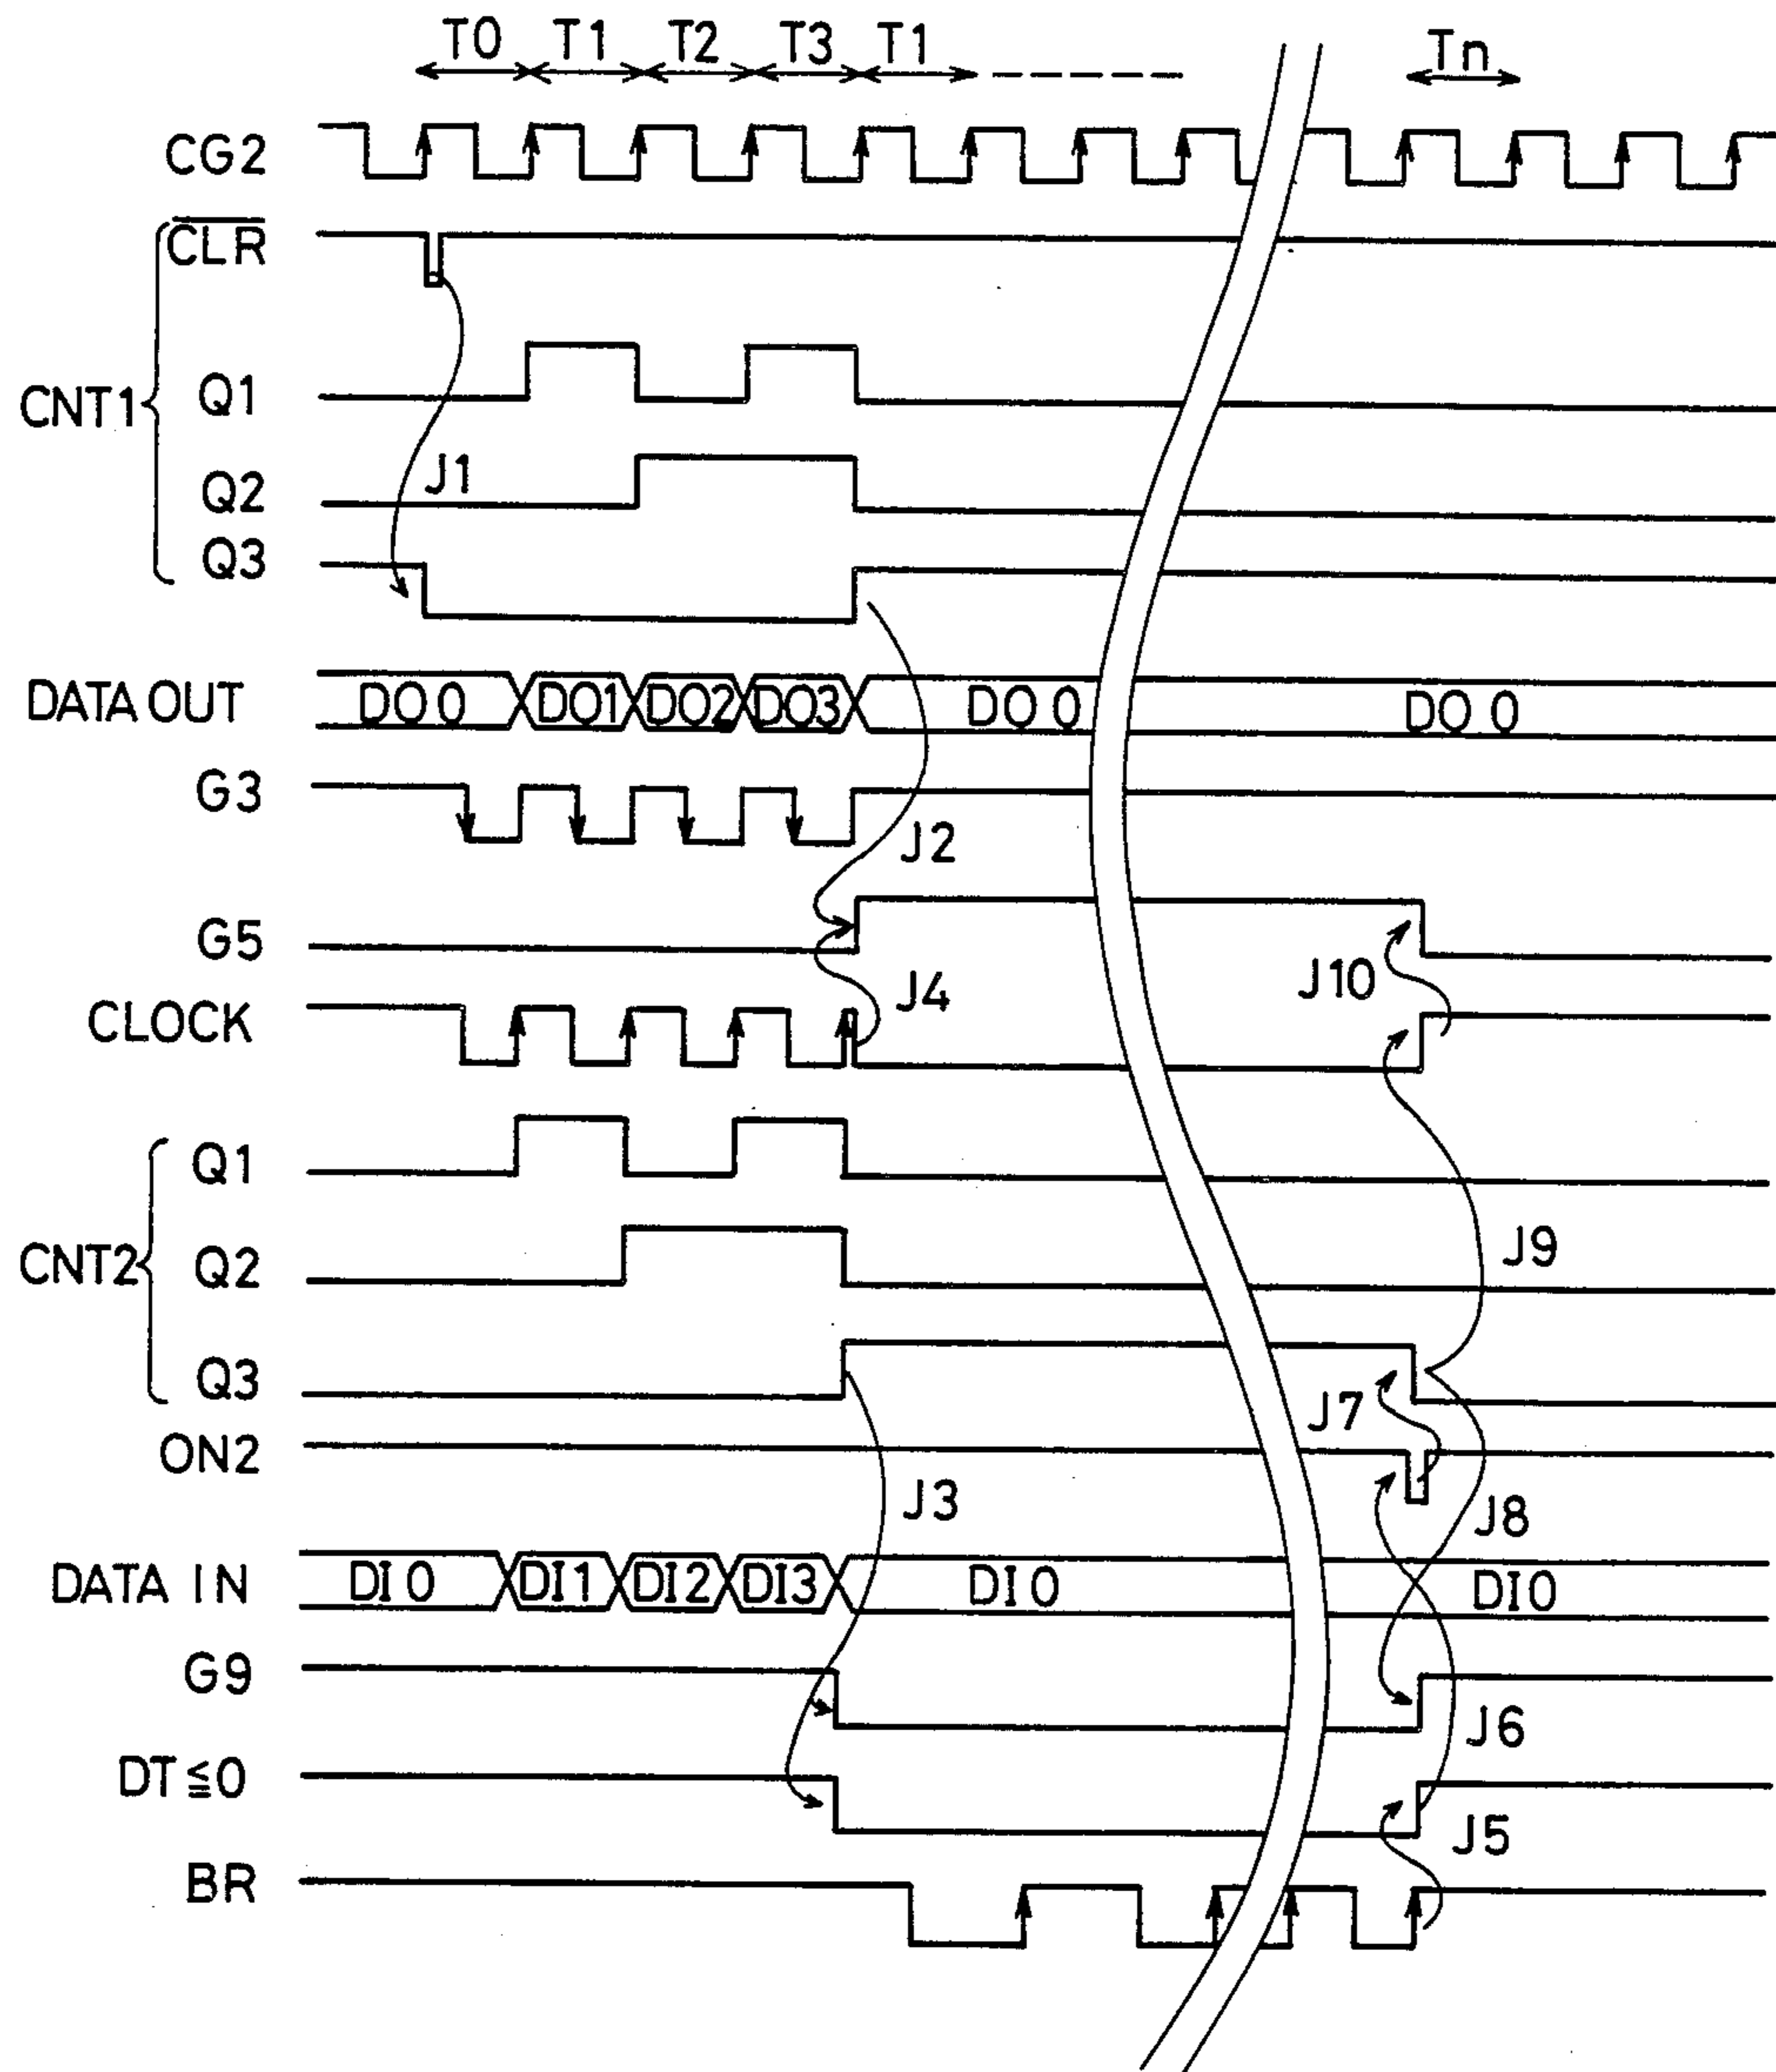 T0 T1 T2 T3 T1 Tn
CG2
CLR
CNT1
Q1
J1
Q2
Q3
DATA OUT DO 0 DO1 DO2 DO3 DO 0 DO 0
G3
J2
G5
J4 J10
CLOCK
Q1
CNT2 Q2 J9
Q3
J7
ON2
J3 J8
DATA IN DI 0 DI1 DI2 DI3 DI 0 DI0
G9
J6
DT≦0
J5
BR